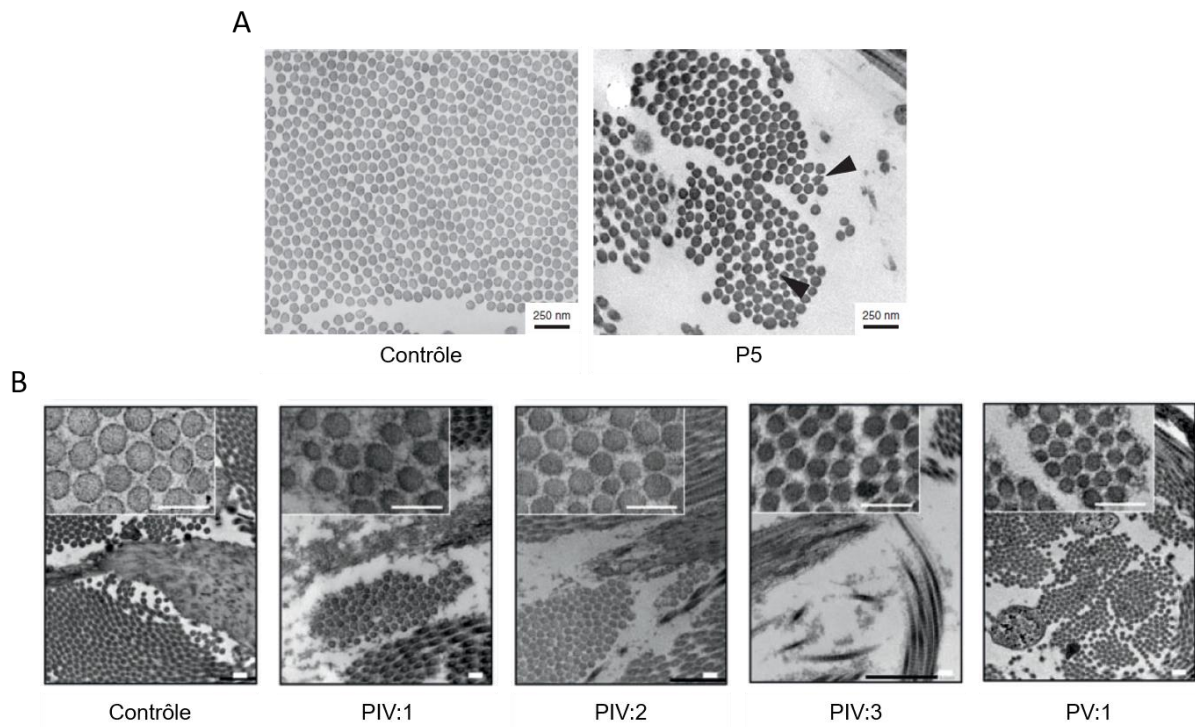 A
250 nm
250 nm
Contrôle
P5
B
Contrôle
PIV:1
PIV:2
PIV:3
PV:1